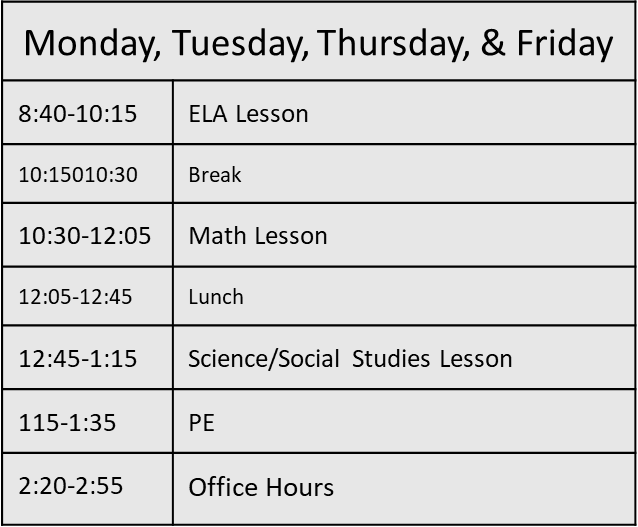 Monday, Tuesday, Thursday, & Friday
8:40-10:15 ELA Lesson
10:15010:30 Break
10:30-12:05 Math Lesson
12:05-12:45 Lunch
12:45-1:15 Science/Social Studies Lesson
115-1:35 PE
2:20-2:55 Office Hours